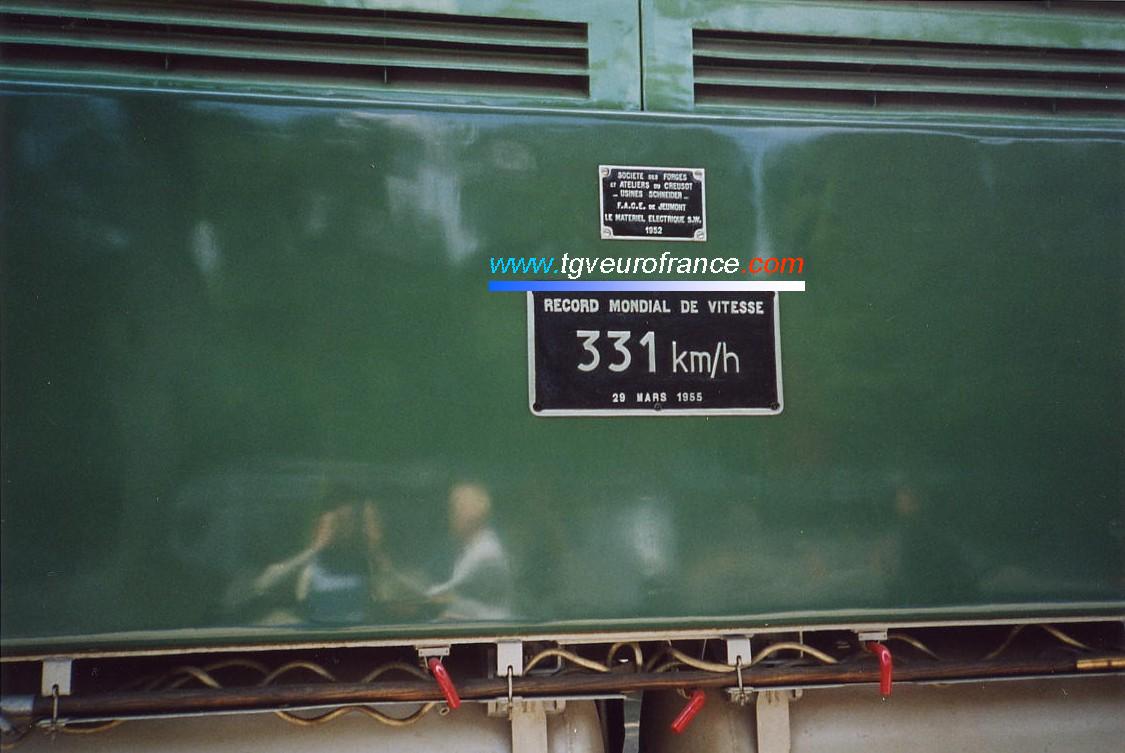 SOCIETE DES FORGES
ET ATELIERS DU CREUSOT
_ USINES SCHNEIDER _
F.A.C.E. DE JEUMONT
LE MATERIEL ELECTRIQUE S.W.
1952
www.tgveurofrance.com
RECORD MONDIAL DE VITESSE
331 km/h
29 MARS 1955